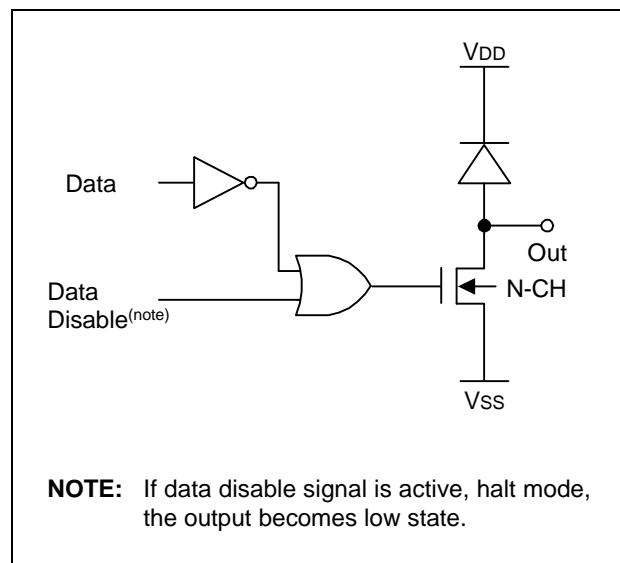 VDD
Data
Out
Data
Disable(note)
N-CH
VSS
NOTE: If data disable signal is active, halt mode,
the output becomes low state.